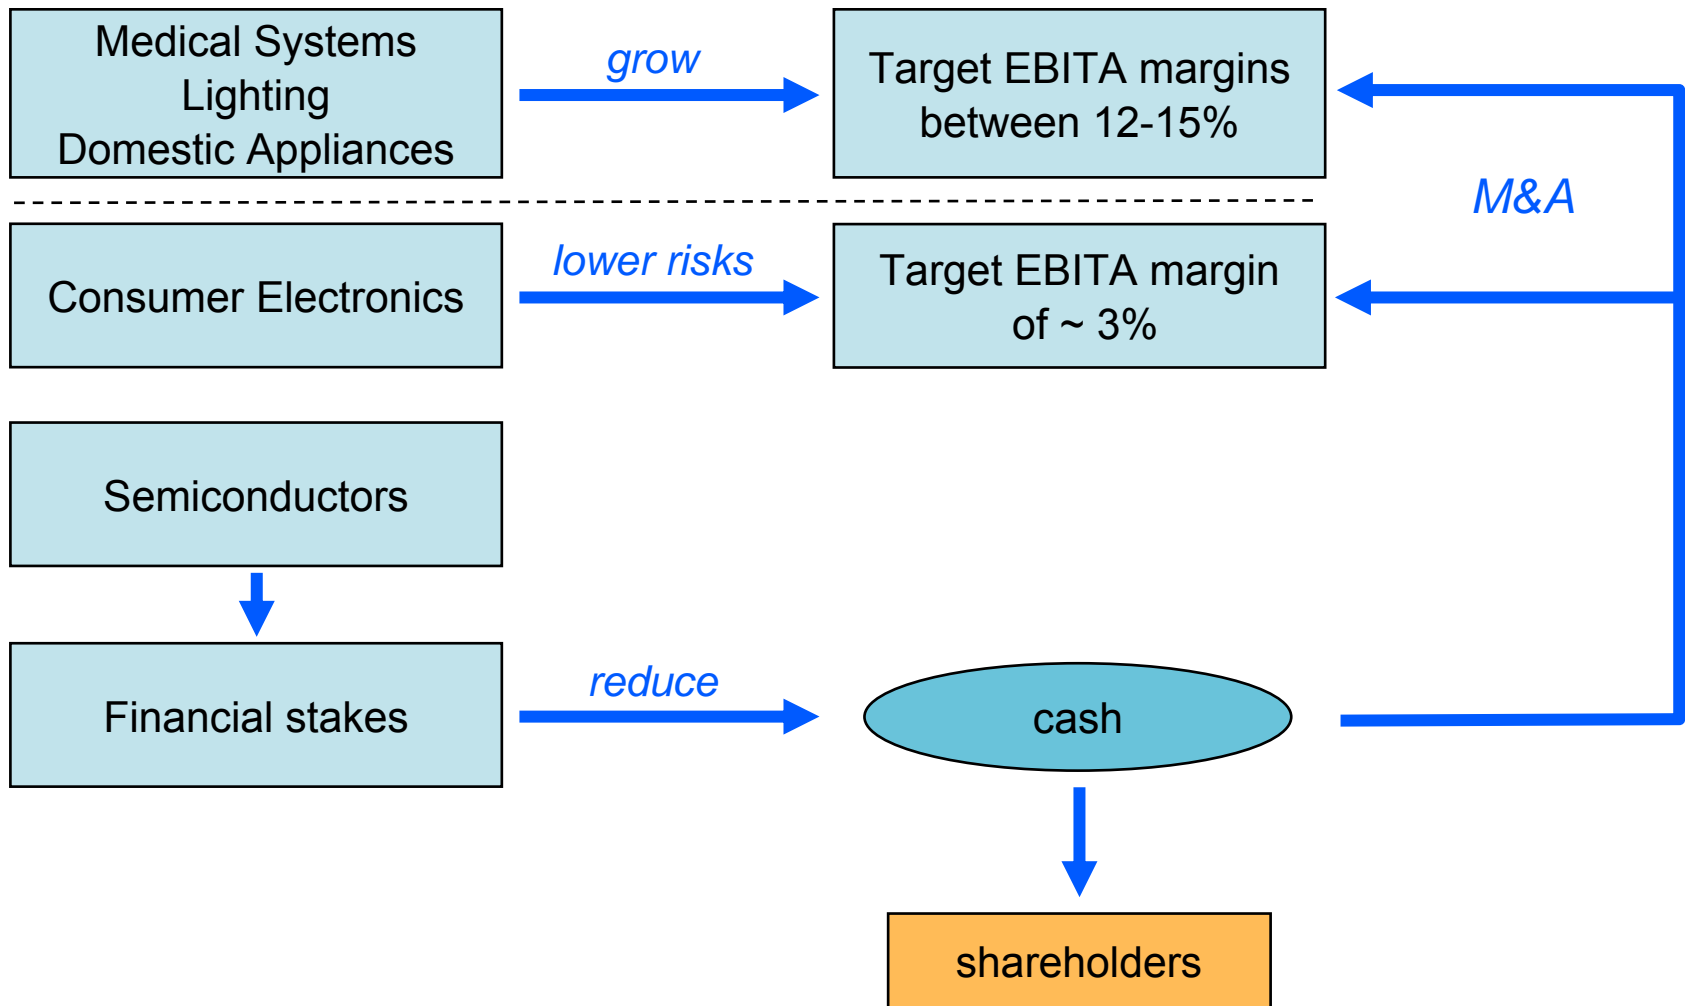 Medical Systems
Lighting
Domestic Appliances
grow
Target EBITA margins
between 12-15%
M&A
Consumer Electronics
lower risks
Target EBITA margin
of ~ 3%
Semiconductors
Financial stakes
reduce
cash
shareholders